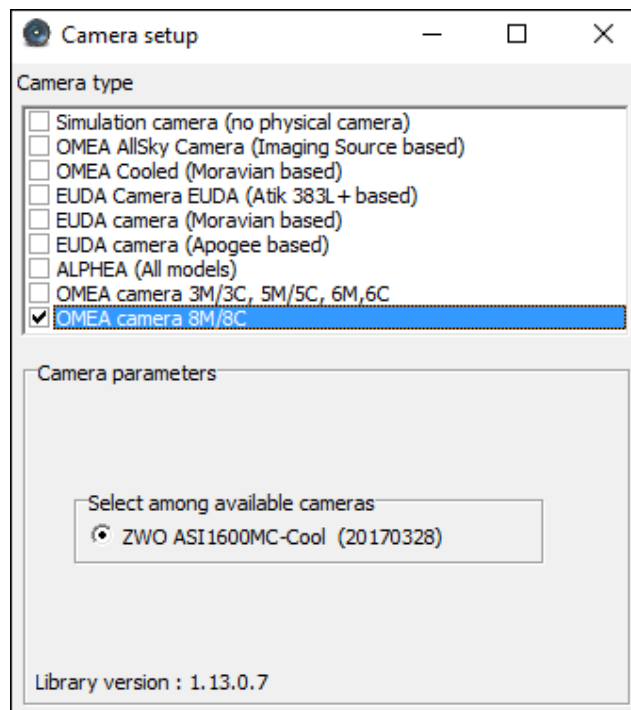 Camera setup
Camera type
Simulation camera (no physical camera)
OMEA AllSky Camera (Imaging Source based)
OMEA Cooled (Moravian based)
EUDA Camera EUDA (Atik 383L+ based)
EUDA camera (Moravian based)
EUDA camera (Apogee based)
ALPHEA (All models)
OMEA camera 3M/3C, 5M/5C, 6M,6C
OMEA camera 8M/8C
Camera parameters
Select among available cameras
ZWO ASI1600MC-Cool (20170328)
Library version : 1.13.0.7